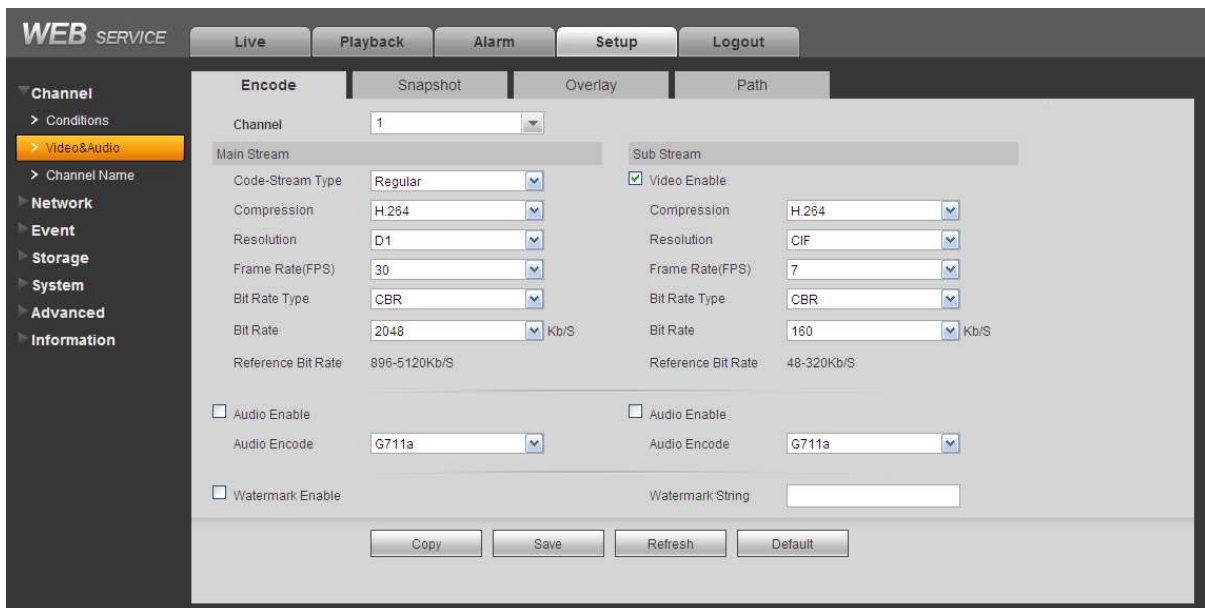 WEB SERVICE
Live Playback Alarm Setup Logout
Channel
> Conditions
> Video&Audio
> Channel Name
Network
Event
Storage
System
Advanced
Information
Encode Snapshot Overlay Path
Channel 1
Main Stream
Code-Stream Type Regular
Compression H.264
Resolution D1
Frame Rate(FPS) 30
Bit Rate Type CBR
Bit Rate 2048 Kb/S
Reference Bit Rate 896-5120Kb/S
Audio Enable
Audio Encode G711a
Watermark Enable
Sub Stream
Video Enable
Compression H.264
Resolution CIF
Frame Rate(FPS) 7
Bit Rate Type CBR
Bit Rate 160 Kb/S
Reference Bit Rate 48-320Kb/S
Audio Enable
Audio Encode G711a
Watermark String
Copy Save Refresh Default